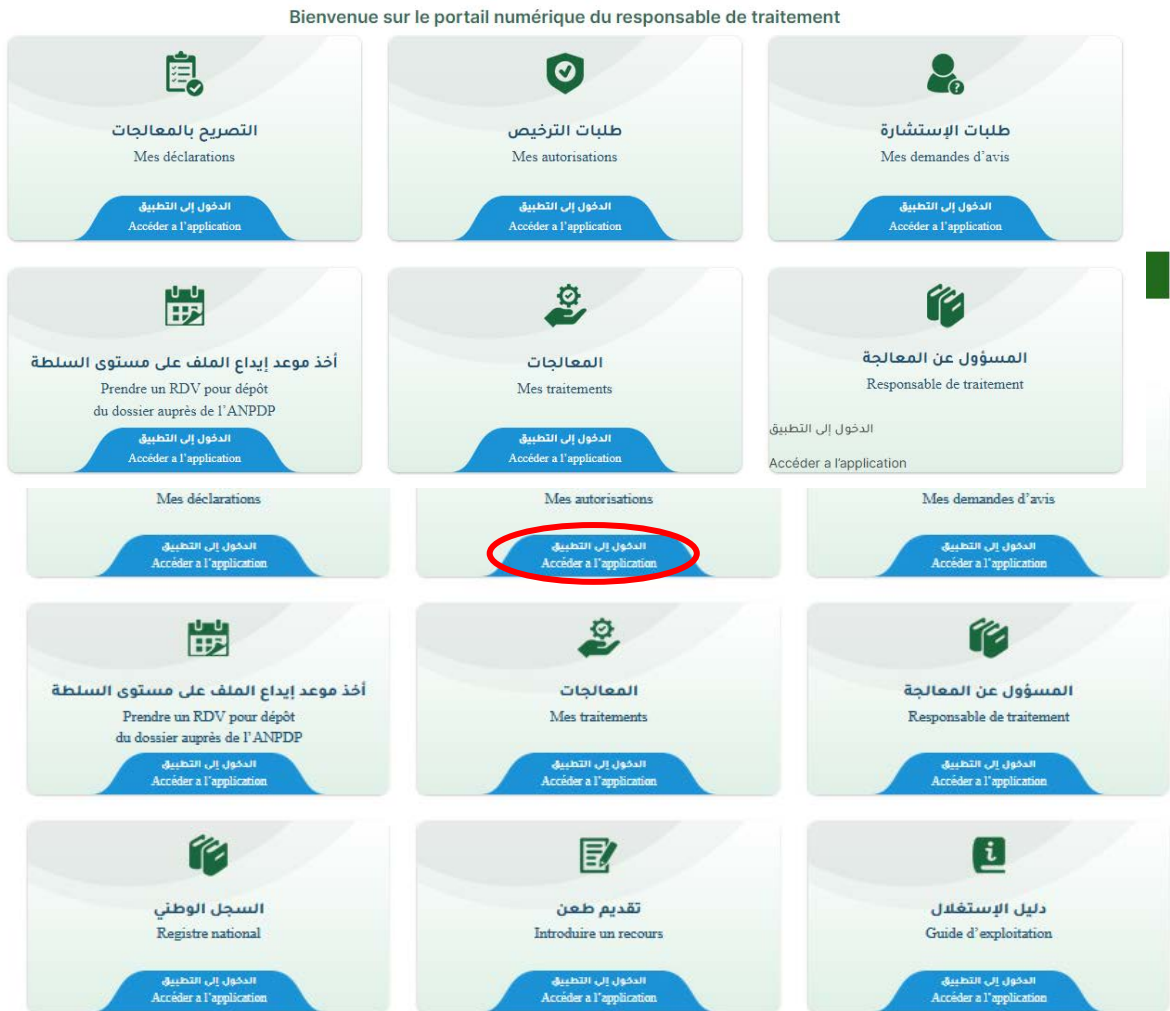 Bienvenue sur le portail numérique du responsable de traitement
التصريح بالمعالجات
Mes déclarations
الدخول إلى التطبيق
Accéder a l'application
طلبات الترخيص
Mes autorisations
الدخول إلى التطبيق
Accéder a l'application
طلبات الإستشارة
Mes demandes d'avis
الدخول إلى التطبيق
Accéder a l'application
أخذ موعد إيداع الملف على مستوى السلطة
Prendre un RDV pour dépôt
du dossier auprès de l'ANPDP
الدخول إلى التطبيق
Accéder a l'application
المعالجات
Mes traitements
الدخول إلى التطبيق
Accéder a l'application
المسؤول عن المعالجة
Responsable de traitement
الدخول إلى التطبيق
Accéder a l'application
Mes déclarations
الدخول إلى التطبيق
Accéder a l'application
Mes autorisations
الدخول إلى التطبيق
Accéder a l'application
Mes demandes d'avis
الدخول إلى التطبيق
Accéder a l'application
أخذ موعد إيداع الملف على مستوى السلطة
Prendre un RDV pour dépôt
du dossier auprès de l'ANPDP
الدخول إلى التطبيق
Accéder a l'application
المعالجات
Mes traitements
الدخول إلى التطبيق
Accéder a l'application
المسؤول عن المعالجة
Responsable de traitement
الدخول إلى التطبيق
Accéder a l'application
السجل الوطني
Registre national
الدخول إلى التطبيق
Accéder a l'application
تقديم طعن
Introduire un recours
الدخول إلى التطبيق
Accéder a l'application
دليل الإستغلال
Guide d'exploitation
الدخول إلى التطبيق
Accéder a l'application